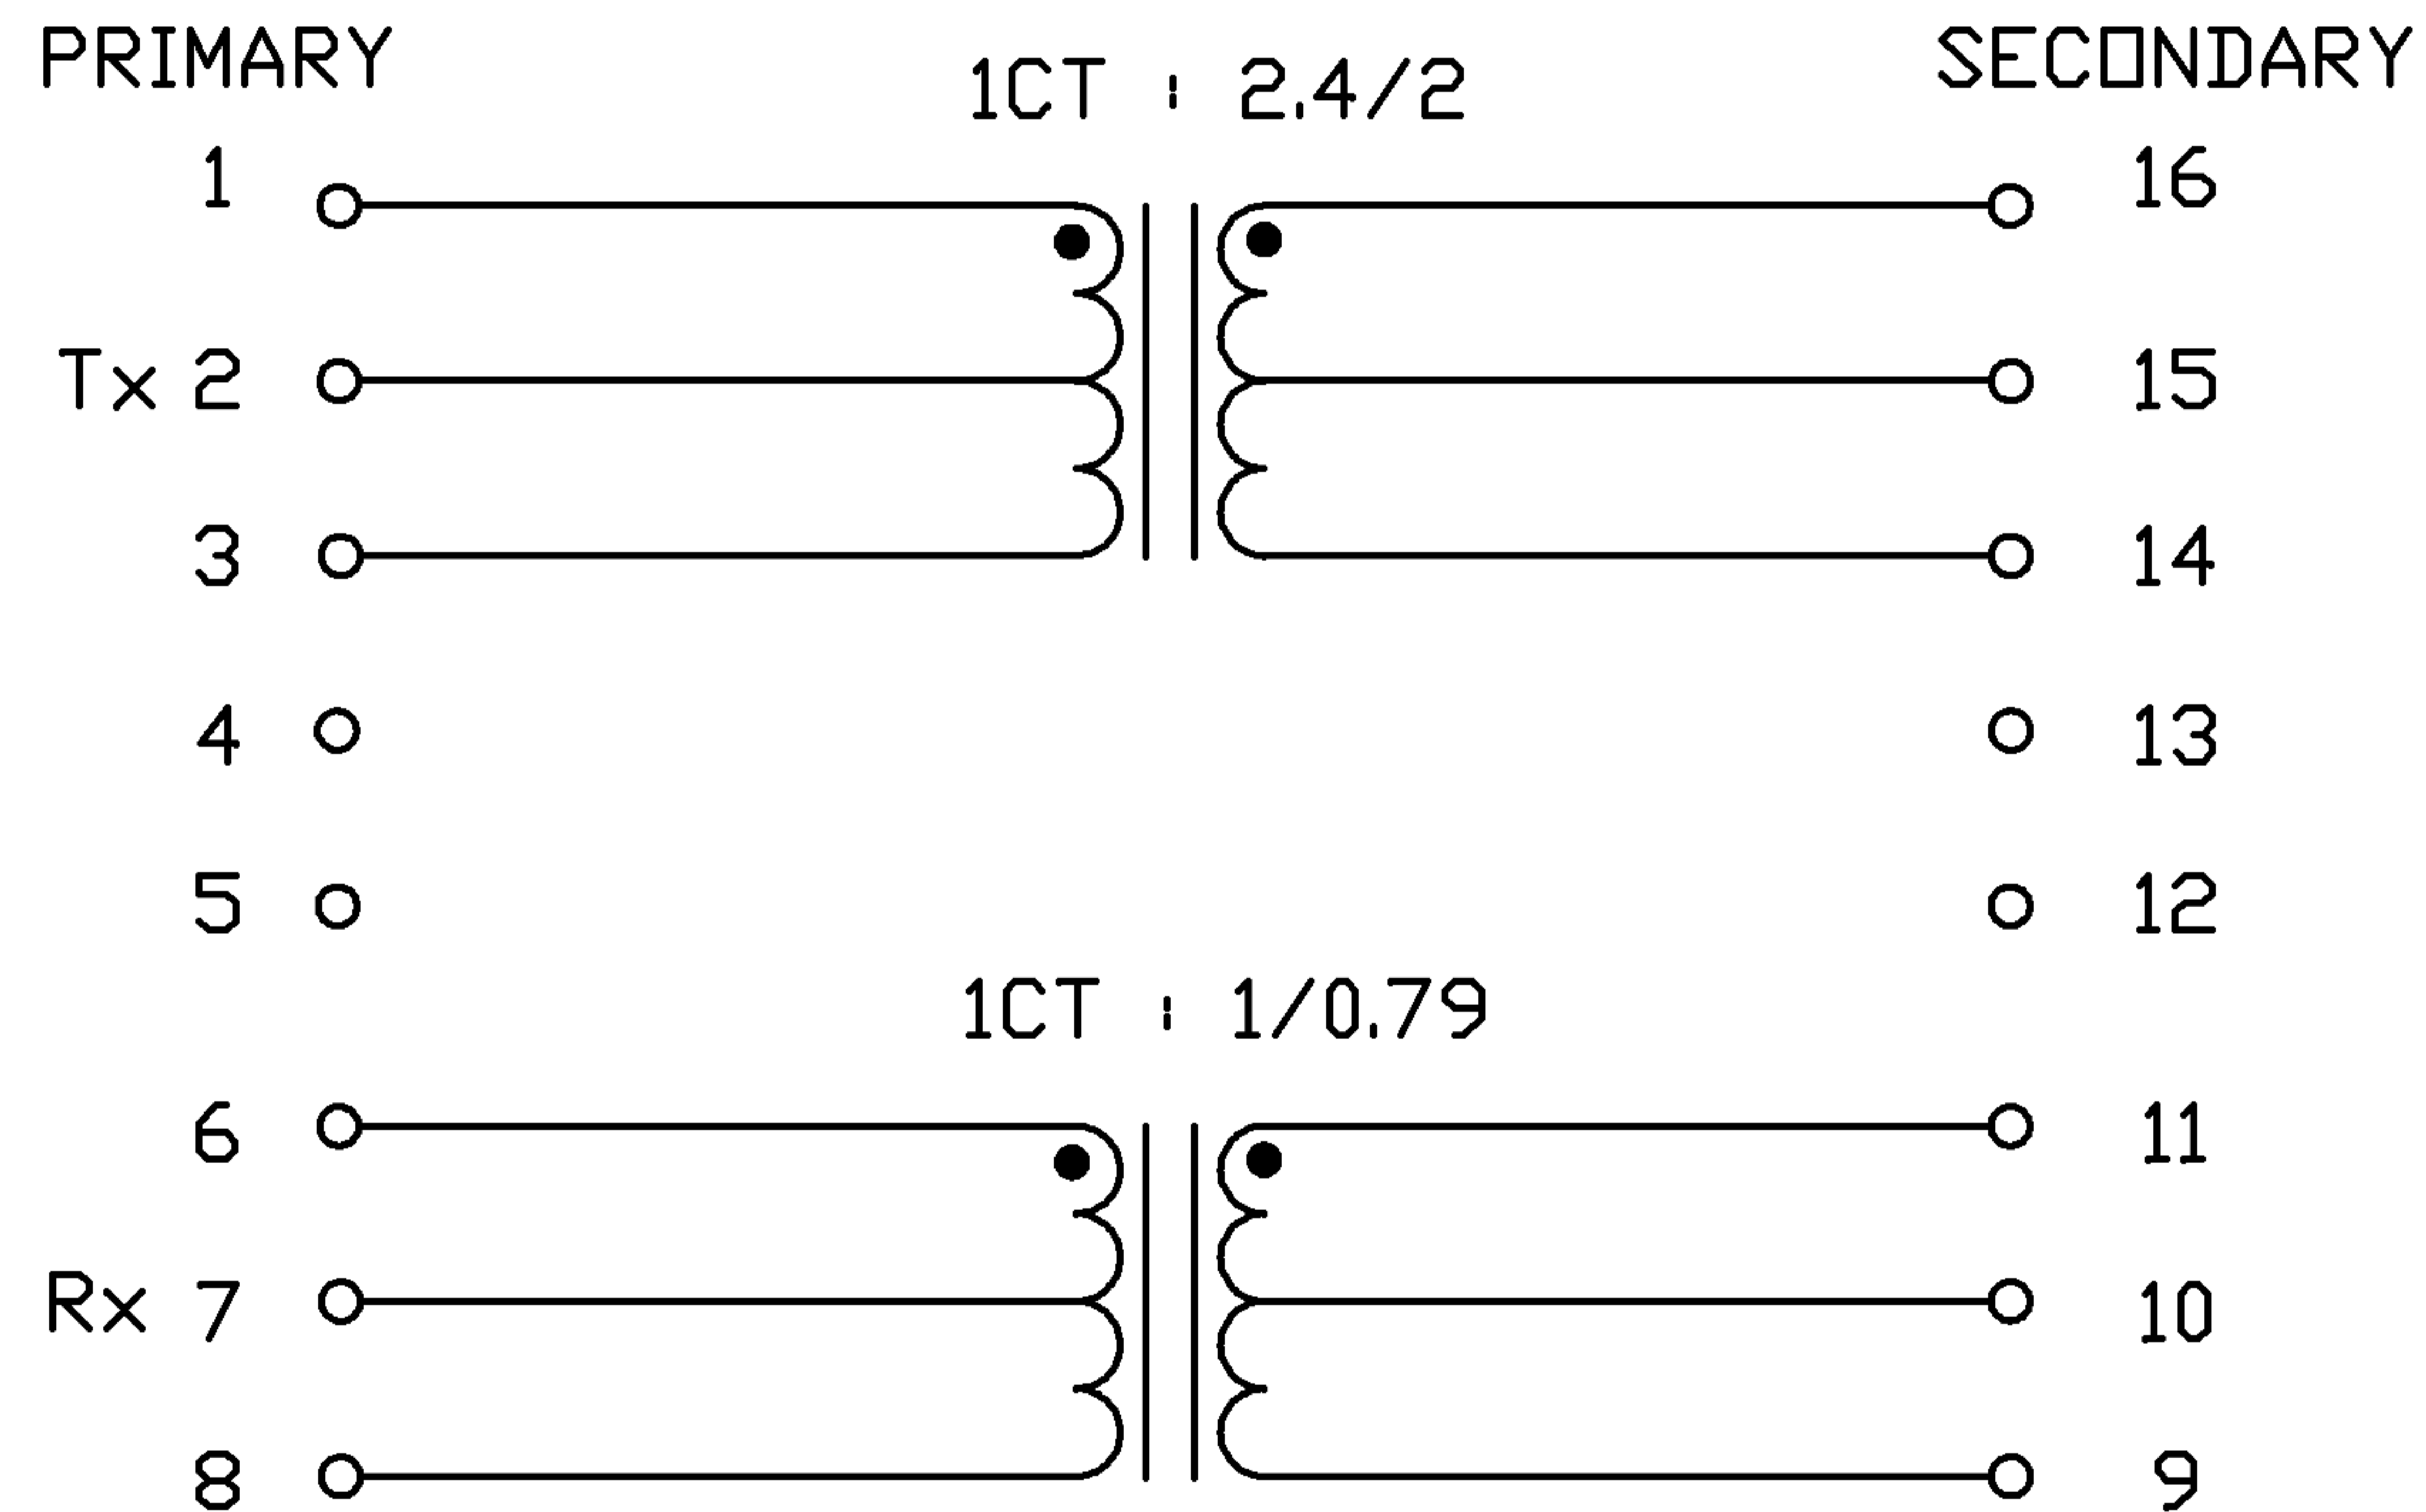 PRIMARY SECONDARY
1CT : 2.4/2
1 16
Tx 2 15
3 14
4 13
5 12
1CT : 1/0.79
6 11
Rx 7 10
8 9